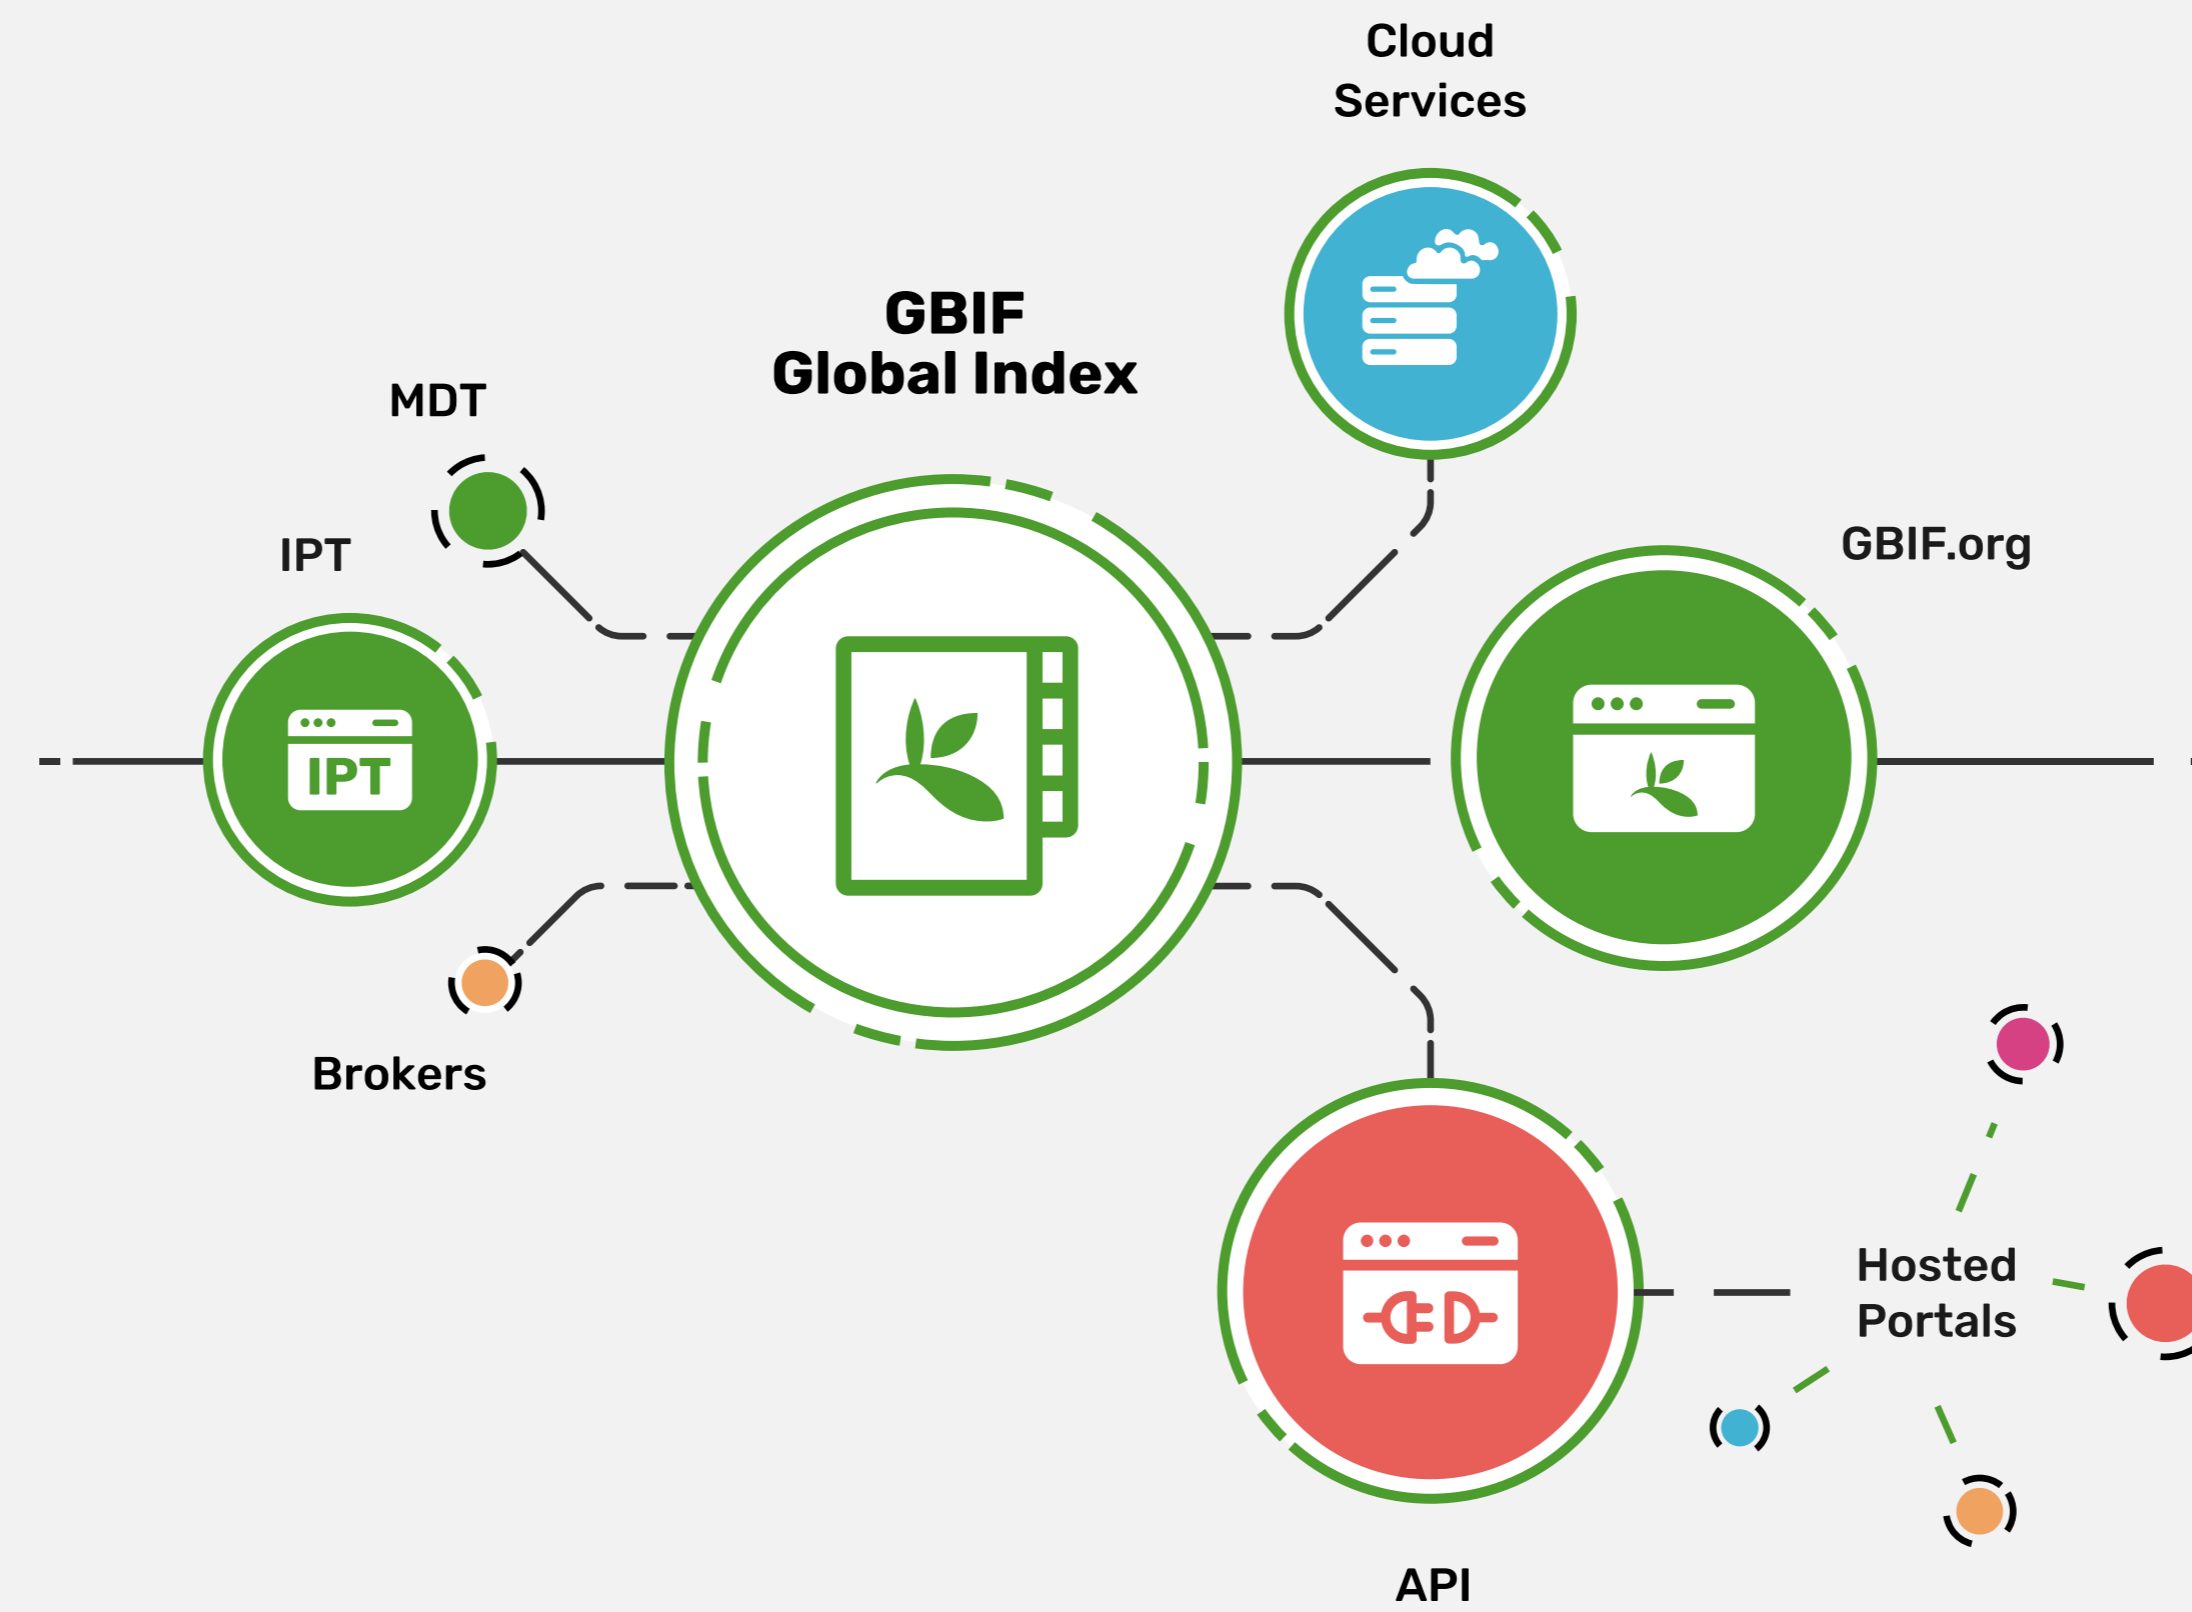 Cloud
Services
GBIF
Global Index
MDT
GBIF.org
IPT
IPT
Brokers
Hosted
Portals
API